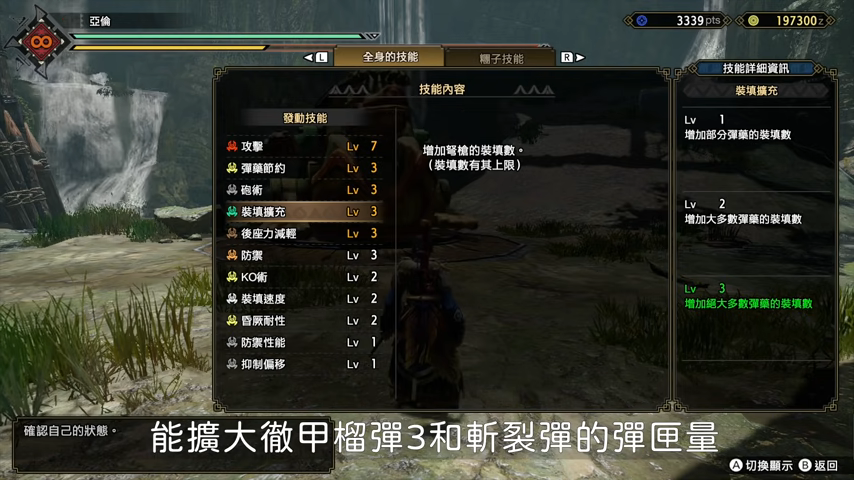 亞倫
3339pts
197300z
L
全身的技能
糰子技能
R
技能內容
發動技能
攻擊 Lv 7
彈藥節約 Lv 3
砲術 Lv 3
裝填擴充 Lv 3
後座力減輕 Lv 3
防禦 Lv 3
KO術 Lv 2
裝填速度 Lv 2
昏厥耐性 Lv 2
防禦性能 Lv 1
抑制偏移 Lv 1
增加弩槍的裝填數。
（裝填數有其上限）
技能詳細資訊
裝填擴充
Lv 1
增加部分彈藥的裝填數
Lv 2
增加大多數彈藥的裝填數
Lv 3
增加絕大多數彈藥的裝填數
確認自己的狀態。
能擴大徹甲榴彈3和斬裂彈的彈匣量
A切換顯示 B返回